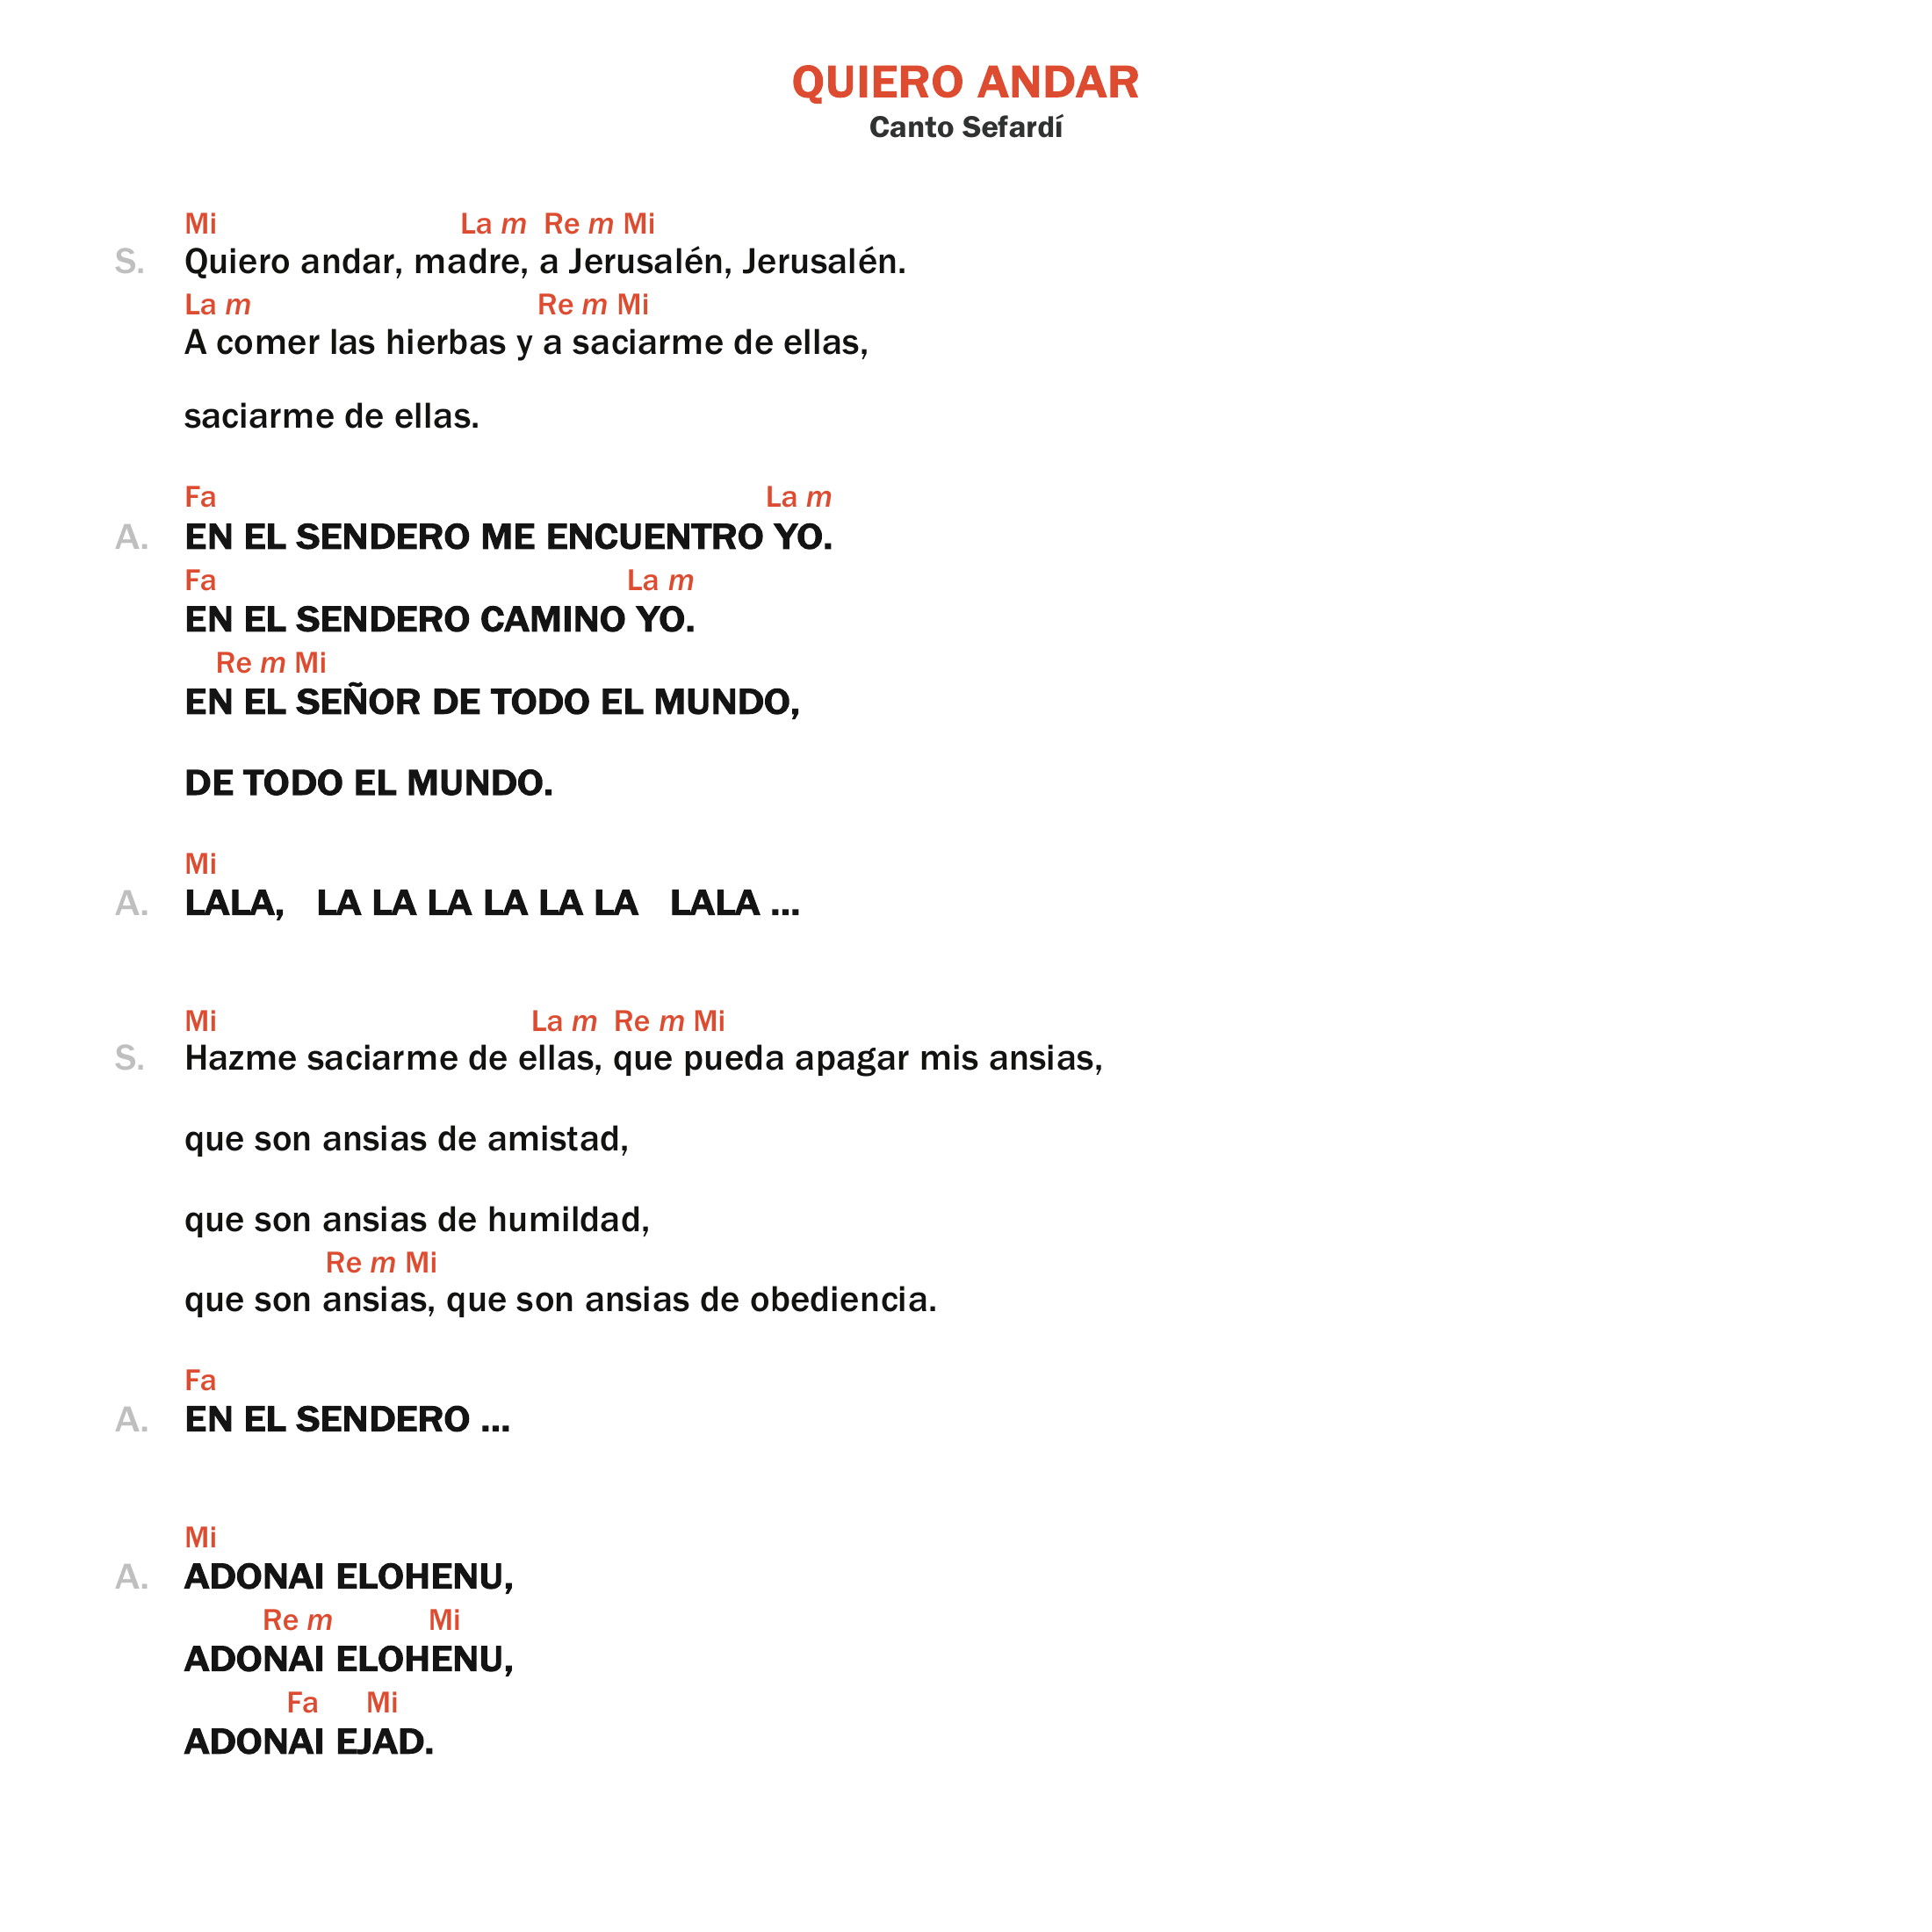 QUIERO ANDAR
Canto Sefardí
Mi La m Re m Mi
S. Quiero andar, madre, a Jerusalén, Jerusalén.
La m Re m Mi
A comer las hierbas y a saciarme de ellas,
saciarme de ellas.
Fa La m
A. EN EL SENDERO ME ENCUENTRO YO.
Fa La m
EN EL SENDERO CAMINO YO.
Re m Mi
EN EL SEÑOR DE TODO EL MUNDO,
DE TODO EL MUNDO.
Mi
A. LALA, LA LA LA LA LA LA LALA ...
Mi La m Re m Mi
S. Hazme saciarme de ellas, que pueda apagar mis ansias,
que son ansias de amistad,
que son ansias de humildad,
Re m Mi
que son ansias, que son ansias de obediencia.
Fa
A. EN EL SENDERO ...
Mi
A. ADONAI ELOHENU,
Re m Mi
ADONAI ELOHENU,
Fa Mi
ADONAI EJAD.